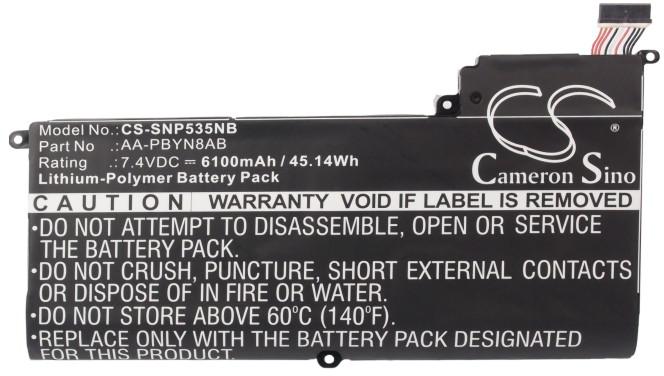 Model No.: CS-SNP535NB
Part No : AA-PBYN8AB
Rating : 7.4VDC ⎓ 6100mAh / 45.14Wh
Lithium-Polymer Battery Pack
CS
®
Cameron Sino
CAUTION WARRANTY VOID IF LABEL IS REMOVED
•DO NOT ATTEMPT TO DISASSEMBLE, OPEN OR SERVICE
THE BATTERY PACK.
•DO NOT CRUSH, PUNCTURE, SHORT EXTERNAL CONTACTS
OR DISPOSE OF IN FIRE OR WATER.
•DO NOT STORE ABOVE 60°C (140°F).
•REPLACE ONLY WITH THE BATTERY PACK DESIGNATED
FOR THIS PRODUCT.